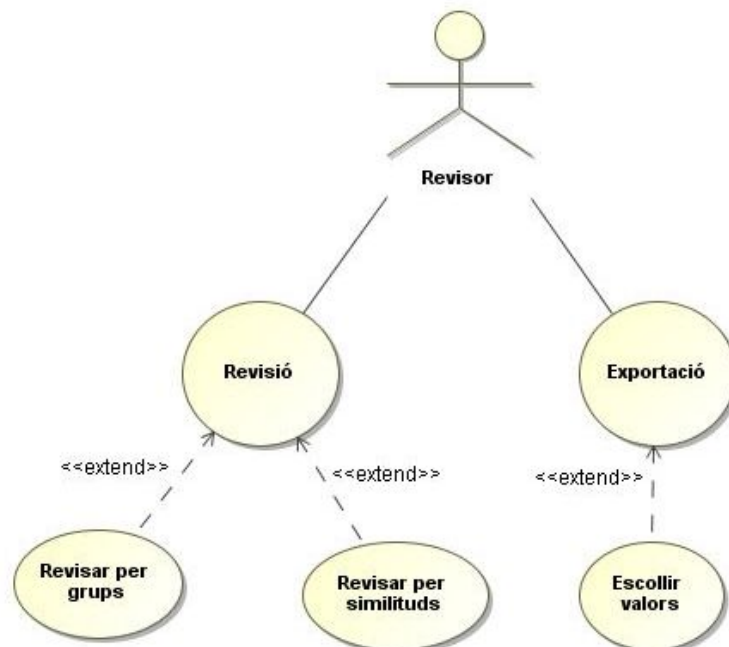 Revisor
Revisió
Exportació
<<extend>>
<<extend>>
<<extend>>
Revisar per
grups
Revisar per
similituds
Escollir
valors